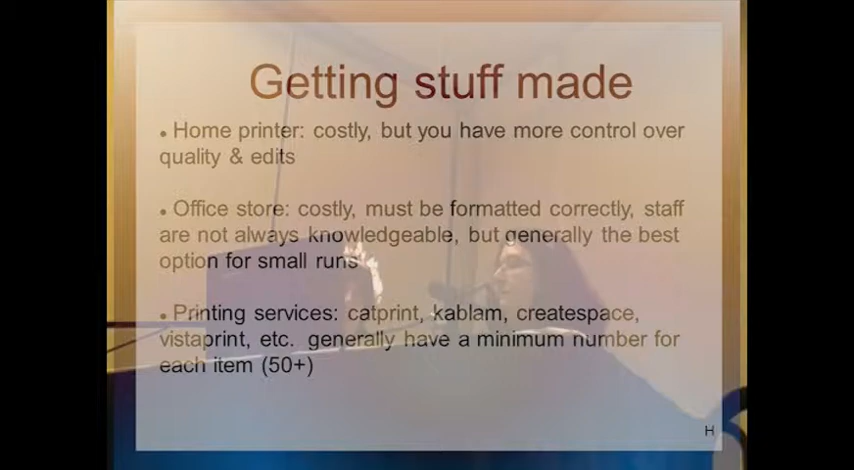 Getting stuff made
• Home printer: costly, but you have more control over
quality & edits
• Office store: costly, must be formatted correctly, staff
are not always knowledgeable, but generally the best
option for small runs
• Printing services: catprint, kablam, createspace,
vistaprint, etc. generally have a minimum number for
each item (50+)
H